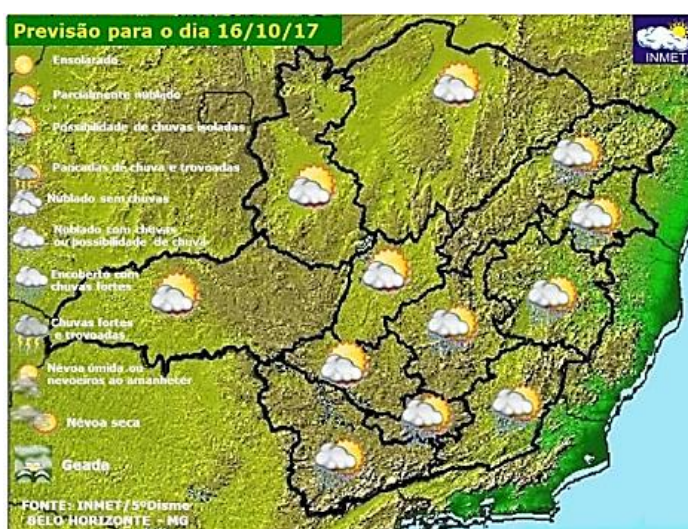 Previsão para o dia 16/10/17
INMET
Ensolarado
Parcialmente nublado
Possibilidade de chuvas isoladas
Pancadas de chuva e trovoadas
Nublado sem chuvas
Nublado com chuvas
ou possibilidade de chuva
Encoberto com
chuvas fortes
Chuvas fortes
e trovoadas
Névoa úmida ou
nevoeiros ao amanhecer
Névoa seca
Geada
FONTE: INMET/5ºDisme
BELO HORIZONTE - MG